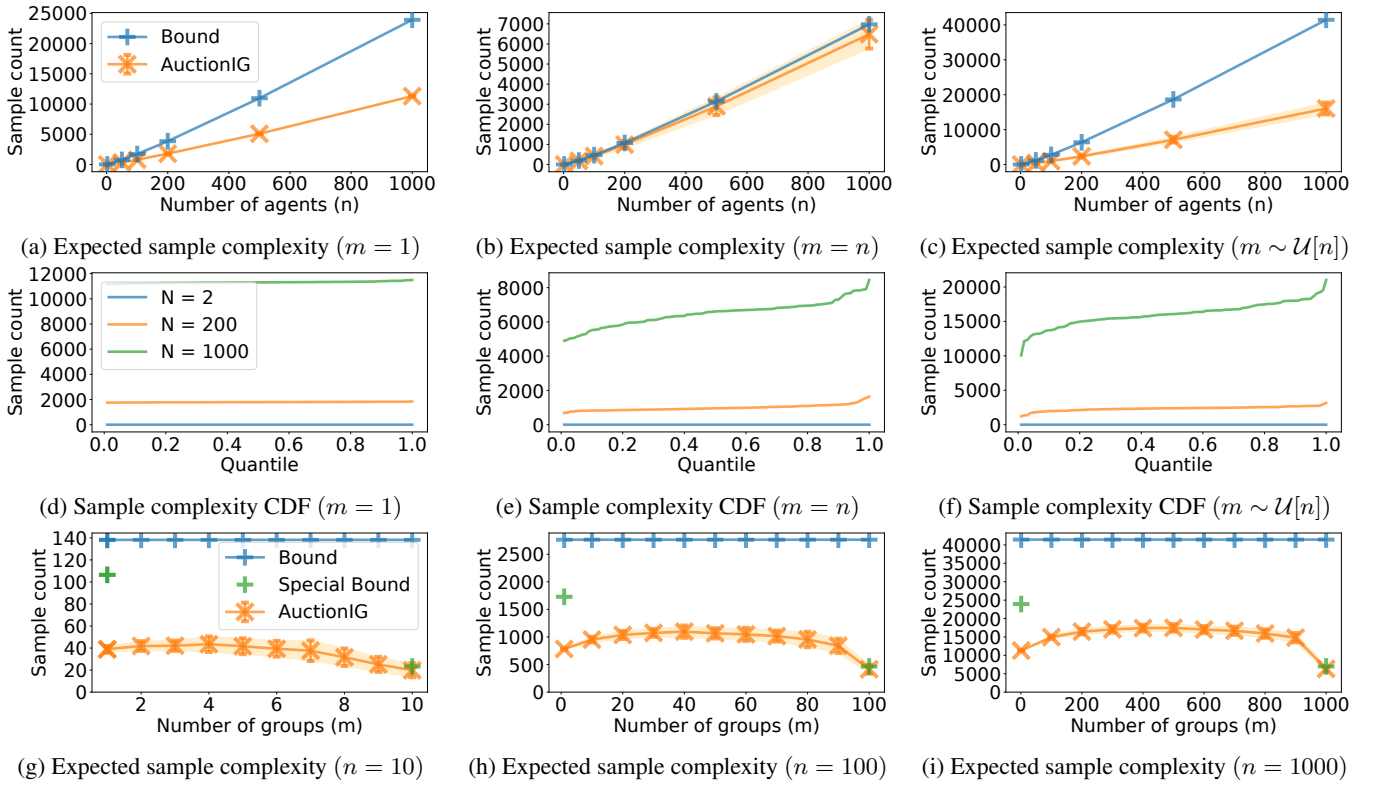 25000
20000
15000
10000
5000
0
Sample count
Bound
AuctionIG
0 200 400 600 800 1000
Number of agents (n)
(a) Expected sample complexity (m = 1)
7000
6000
5000
4000
3000
2000
1000
0
Sample count
0 200 400 600 800 1000
Number of agents (n)
(b) Expected sample complexity (m = n)
40000
30000
20000
10000
0
Sample count
0 200 400 600 800 1000
Number of agents (n)
(c) Expected sample complexity (m ∼ 𝒰[n])
12000
10000
8000
6000
4000
2000
0
Sample count
N = 2
N = 200
N = 1000
0.0 0.2 0.4 0.6 0.8 1.0
Quantile
(d) Sample complexity CDF (m = 1)
8000
6000
4000
2000
0
Sample count
0.0 0.2 0.4 0.6 0.8 1.0
Quantile
(e) Sample complexity CDF (m = n)
20000
15000
10000
5000
0
Sample count
0.0 0.2 0.4 0.6 0.8 1.0
Quantile
(f) Sample complexity CDF (m ∼ 𝒰[n])
140
120
100
80
60
40
20
0
Sample count
Bound
Special Bound
AuctionIG
2 4 6 8 10
Number of groups (m)
(g) Expected sample complexity (n = 10)
2500
2000
1500
1000
500
0
Sample count
0 20 40 60 80 100
Number of groups (m)
(h) Expected sample complexity (n = 100)
40000
35000
30000
25000
20000
15000
10000
5000
0
Sample count
0 200 400 600 800 1000
Number of groups (m)
(i) Expected sample complexity (n = 1000)